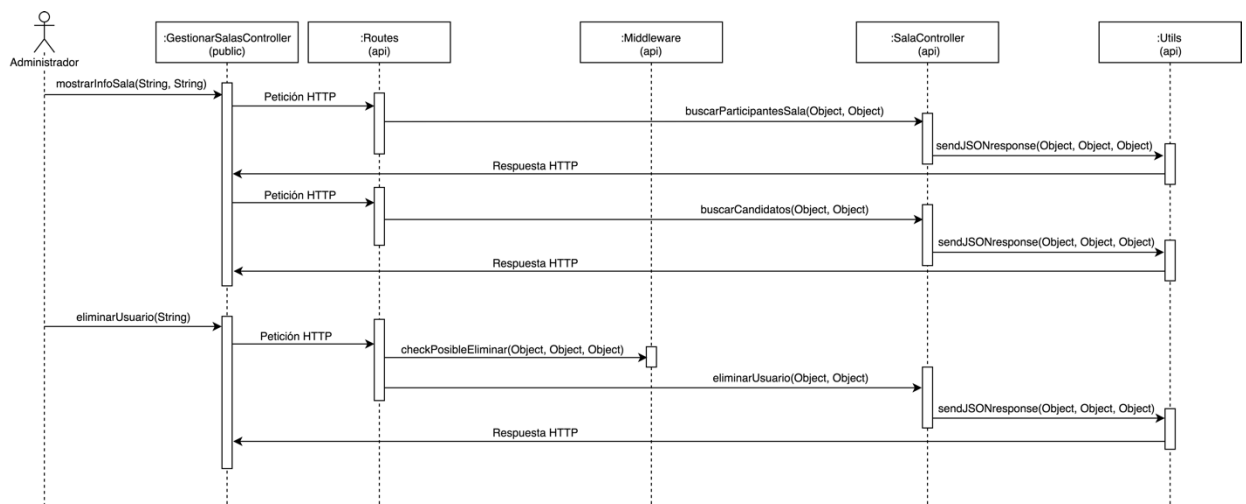 :GestionarSalasController
(public)
:Routes
(api)
:Middleware
(api)
:SalaController
(api)
:Utils
(api)
Administrador
mostrarInfoSala(String, String)
Petición HTTP
buscarParticipantesSala(Object, Object)
sendJSONresponse(Object, Object, Object)
Respuesta HTTP
Petición HTTP
buscarCandidatos(Object, Object)
sendJSONresponse(Object, Object, Object)
Respuesta HTTP
eliminarUsuario(String)
Petición HTTP
checkPosibleEliminar(Object, Object, Object)
eliminarUsuario(Object, Object)
sendJSONresponse(Object, Object, Object)
Respuesta HTTP